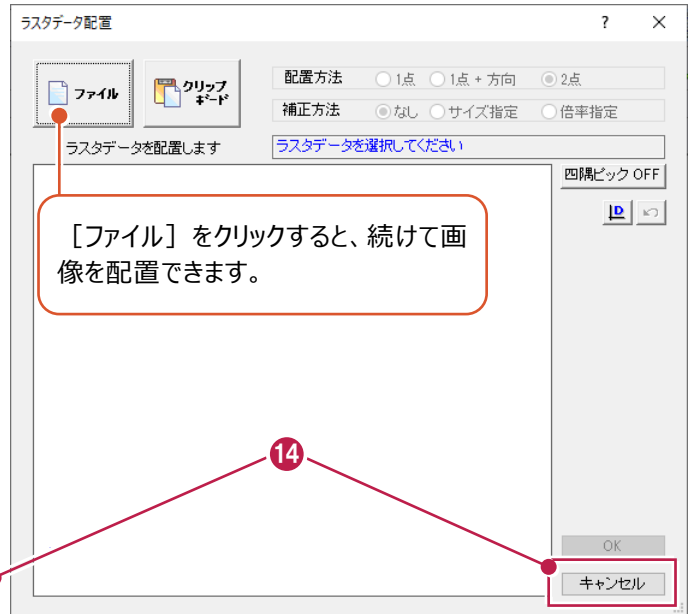 ラスタデータ配置 ? ×
ファイル
クリップ
ボード
配置方法 1点 1点 + 方向 2点
補正方法 なし サイズ指定 倍率指定
ラスタデータを配置します
ラスタデータを選択してください
四隅ピック OFF
D
［ファイル］をクリックすると、続けて画
像を配置できます。
14
OK
キャンセル